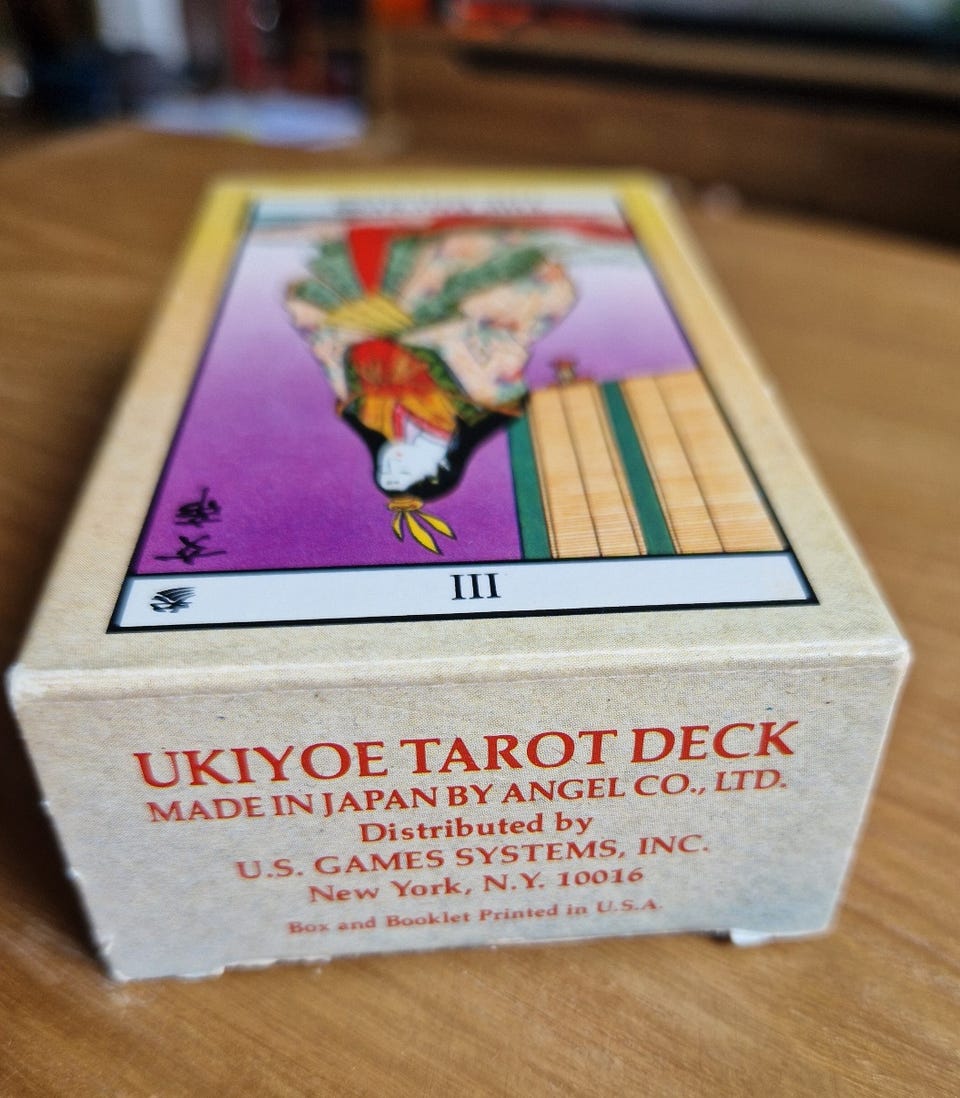 III
UKIYOE TAROT DECK
MADE IN JAPAN BY ANGEL CO., LTD.
Distributed by
U.S. GAMES SYSTEMS, INC.
New York, N.Y. 10016
Box and Booklet Printed in U.S.A.